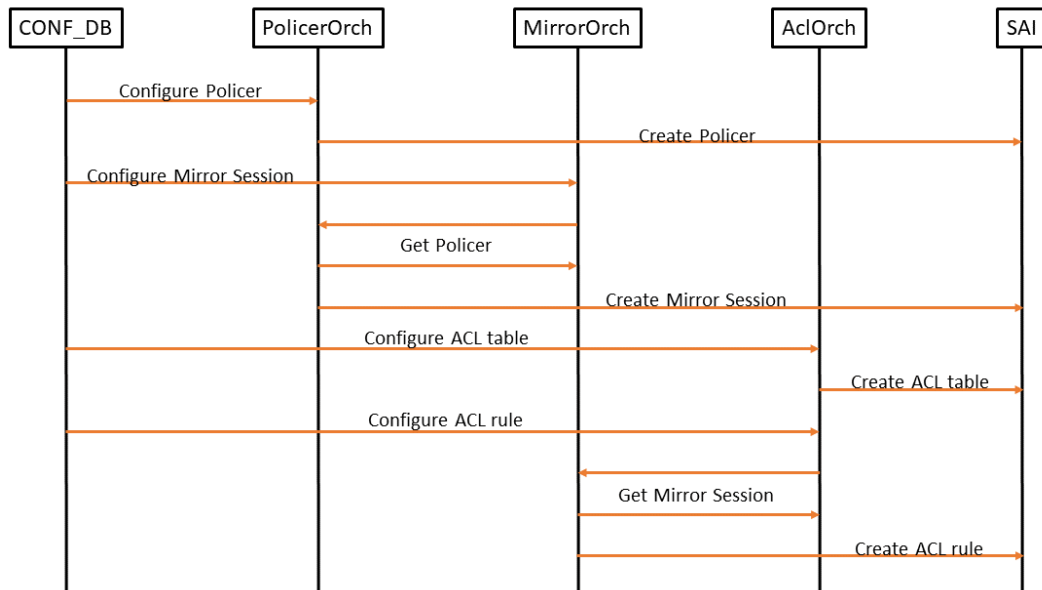 CONF_DB
PolicerOrch
MirrorOrch
AclOrch
SAI
Configure Policer
Create Policer
Configure Mirror Session
Get Policer
Create Mirror Session
Configure ACL table
Create ACL table
Configure ACL rule
Get Mirror Session
Create ACL rule